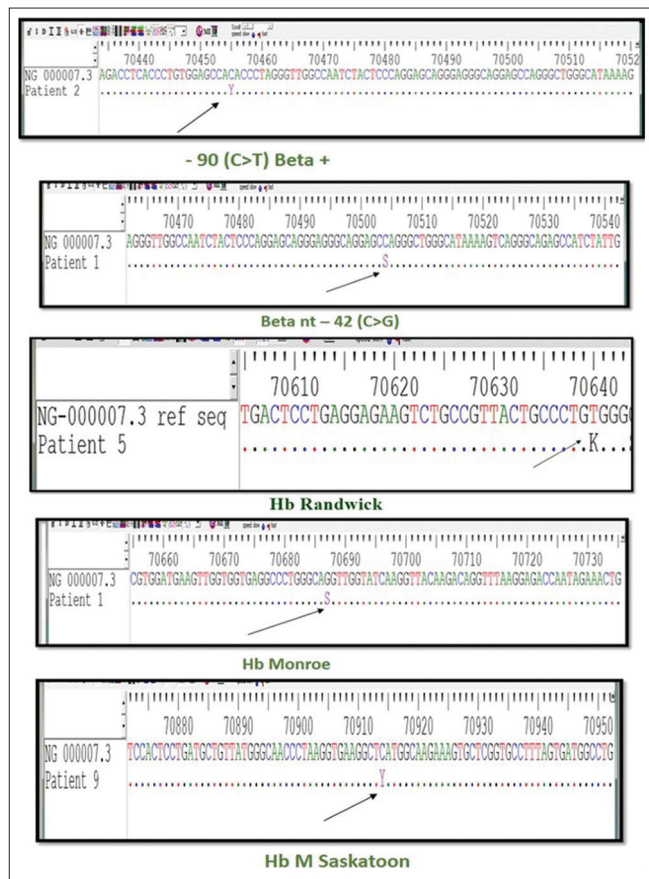 70440 70450 70460 70470 70480 70490 70500 70510 7052
NG 000007.3 AGACCTCACCCTGTGGAGCCACACCCTAGGGTTGGCCAATCTACTCCCAGGAGCAGGGAGGGCAGGAGCCAGGGCTGGGCATAAAAG
Patient 2 Y
- 90 (C>T) Beta +
70470 70480 70490 70500 70510 70520 70530 70540
NG 000007.3 AGGGTTGGCCAATCTACTCCCAGGAGCAGGGAGGGCAGGAGCCAGGGCTGGGCATAAAAGTCAGGGCAGAGCCATCTATTG
Patient 1 S
Beta nt – 42 (C>G)
70610 70620 70630 70640
NG-000007.3 ref seq TGACTCCTGAGGAGAAGTCTGCCGTTACTGCCCTGTGGGG
Patient 5 K
Hb Randwick
70660 70670 70680 70690 70700 70710 70720 70730
NG 000007.3 CGTGGATGAAGTTGGTGGTGAGGCCCTGGGCAGGTTGGTATCAAGGTTACAAGACAGGTTTAAGGAGACCAATAGAAACTG
Patient 1 S
Hb Monroe
70880 70890 70900 70910 70920 70930 70940 70950
NG 000007.3 TCCACTCCTGATGCTGTTATGGGCAACCCTAAGGTGAAGGCTCATGGCAAGAAAGTGCTCGGTGCCTTTAGTGATGGCCTG
Patient 9 Y
Hb M Saskatoon